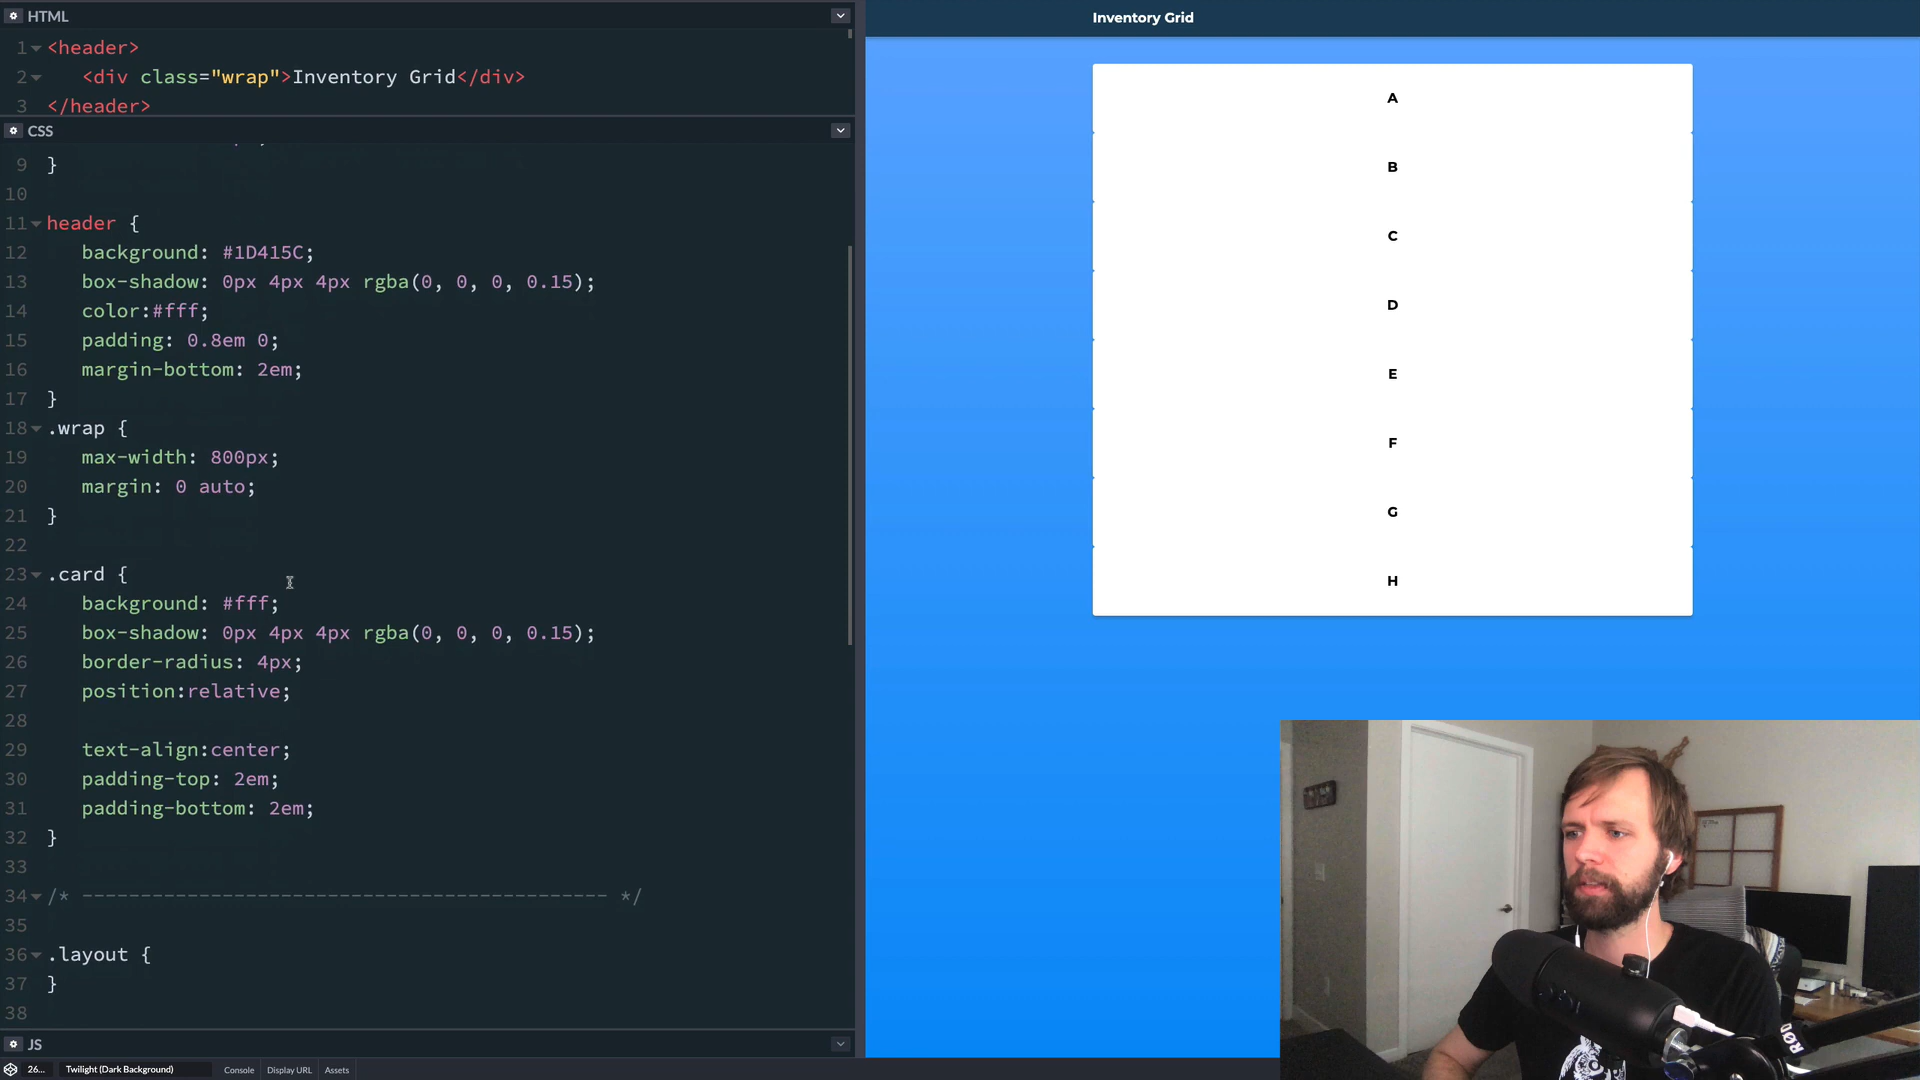 HTML
1 <header>
2 <div class="wrap">Inventory Grid</div>
3 </header>
CSS
9 }
10
11 header {
12 background: #1D415C;
13 box-shadow: 0px 4px 4px rgba(0, 0, 0, 0.15);
14 color:#fff;
15 padding: 0.8em 0;
16 margin-bottom: 2em;
17 }
18 .wrap {
19 max-width: 800px;
20 margin: 0 auto;
21 }
22
23 .card {
24 background: #fff;
25 box-shadow: 0px 4px 4px rgba(0, 0, 0, 0.15);
26 border-radius: 4px;
27 position:relative;
28
29 text-align:center;
30 padding-top: 2em;
31 padding-bottom: 2em;
32 }
33
34 /* --------------------------------------------- */
35
36 .layout {
37 }
38
JS
26... Twilight (Dark Background) Console Display URL Assets
Inventory Grid
A
B
C
D
E
F
G
H
RØD